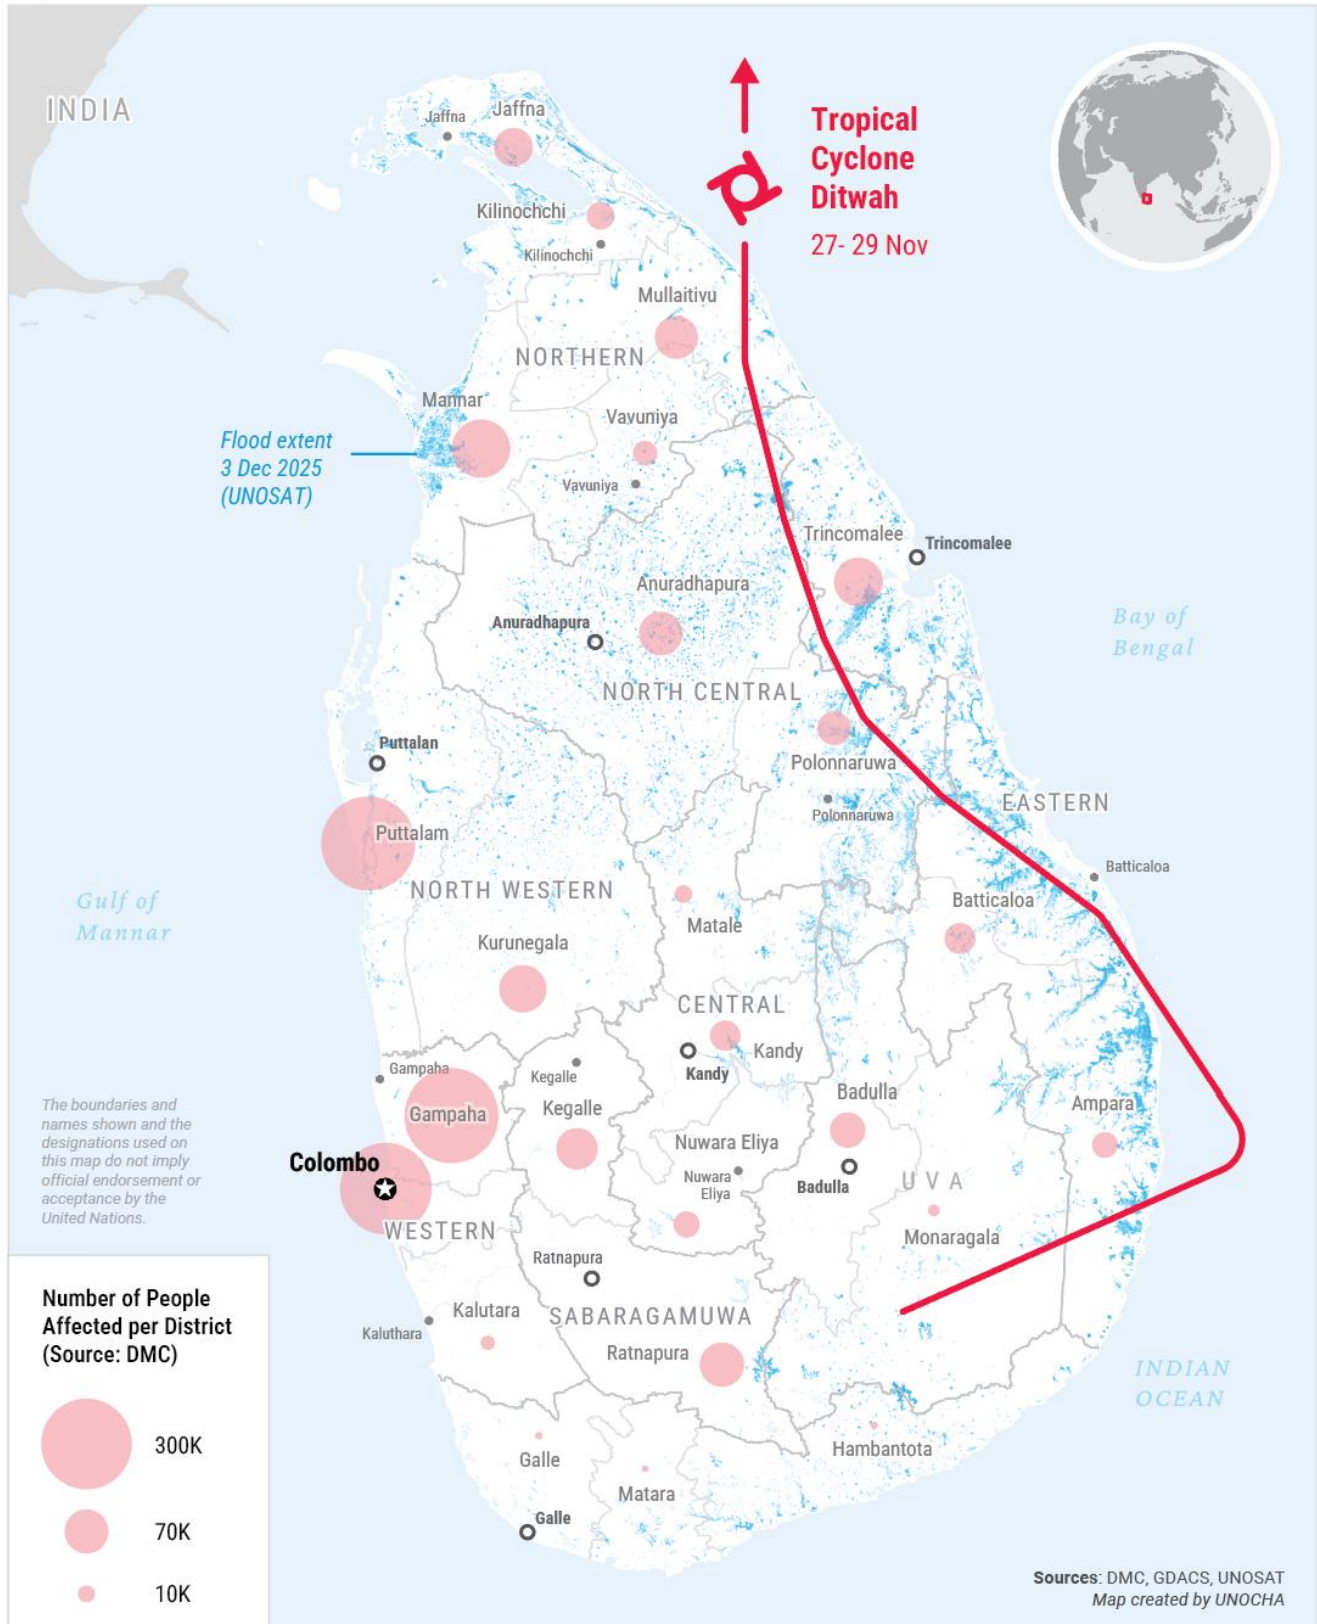 INDIA
Tropical
Cyclone
Ditwah
27- 29 Nov
Jaffna
Jaffna
Kilinochchi
Kilinochchi
Mullaitivu
NORTHERN
Mannar
Vavuniya
Vavuniya
Flood extent
3 Dec 2025
(UNOSAT)
Trincomalee
Trincomalee
Anuradhapura
Anuradhapura
Bay of
Bengal
NORTH CENTRAL
Puttalan
Polonnaruwa
Polonnaruwa
EASTERN
Puttalam
Batticaloa
Batticaloa
NORTH WESTERN
Gulf of
Mannar
Matale
Kurunegala
CENTRAL
Kandy
Kandy
Gampaha
Gampaha
Kegalle
Kegalle
Badulla
Badulla
Ampara
The boundaries and
names shown and the
designations used on
this map do not imply
official endorsement or
acceptance by the
United Nations.
Nuwara Eliya
Nuwara
Eliya
Colombo
UVA
WESTERN
Monaragala
Ratnapura
Kalutara
Kaluthara
SABARAGAMUWA
Ratnapura
INDIAN
OCEAN
Hambantota
Galle
Matara
Galle
Number of People
Affected per District
(Source: DMC)
300K
70K
10K
Sources: DMC, GDACS, UNOSAT
Map created by UNOCHA